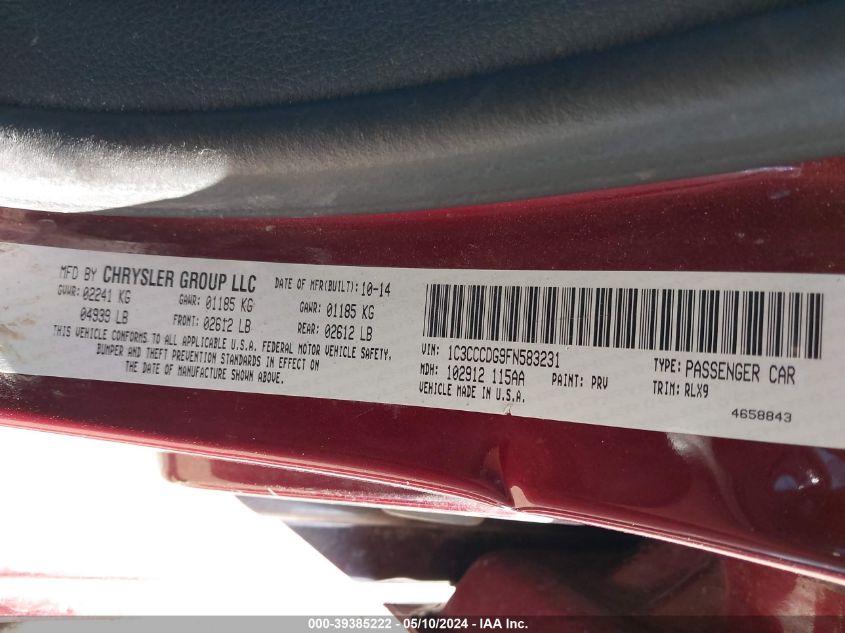 MFD BY CHRYSLER GROUP LLC DATE OF MFR(BUILT): 10-14
GVWR: 02241 KG GAWR: 01185 KG GAWR: 01185 KG
04939 LB FRONT: 02612 LB REAR: 02612 LB
THIS VEHICLE CONFORMS TO ALL APPLICABLE U.S.A. FEDERAL MOTOR VEHICLE SAFETY,
BUMPER AND THEFT PREVENTION STANDARDS IN EFFECT ON
THE DATE OF MANUFACTURE SHOWN ABOVE.
VIN: 1C3CCCDG9FN583231 TYPE: PASSENGER CAR
MDH: 102912 115AA PAINT: PRV TRIM: RLX9
VEHICLE MADE IN U.S.A.
4658843
000-39385222 - 05/10/2024 - IAA Inc.